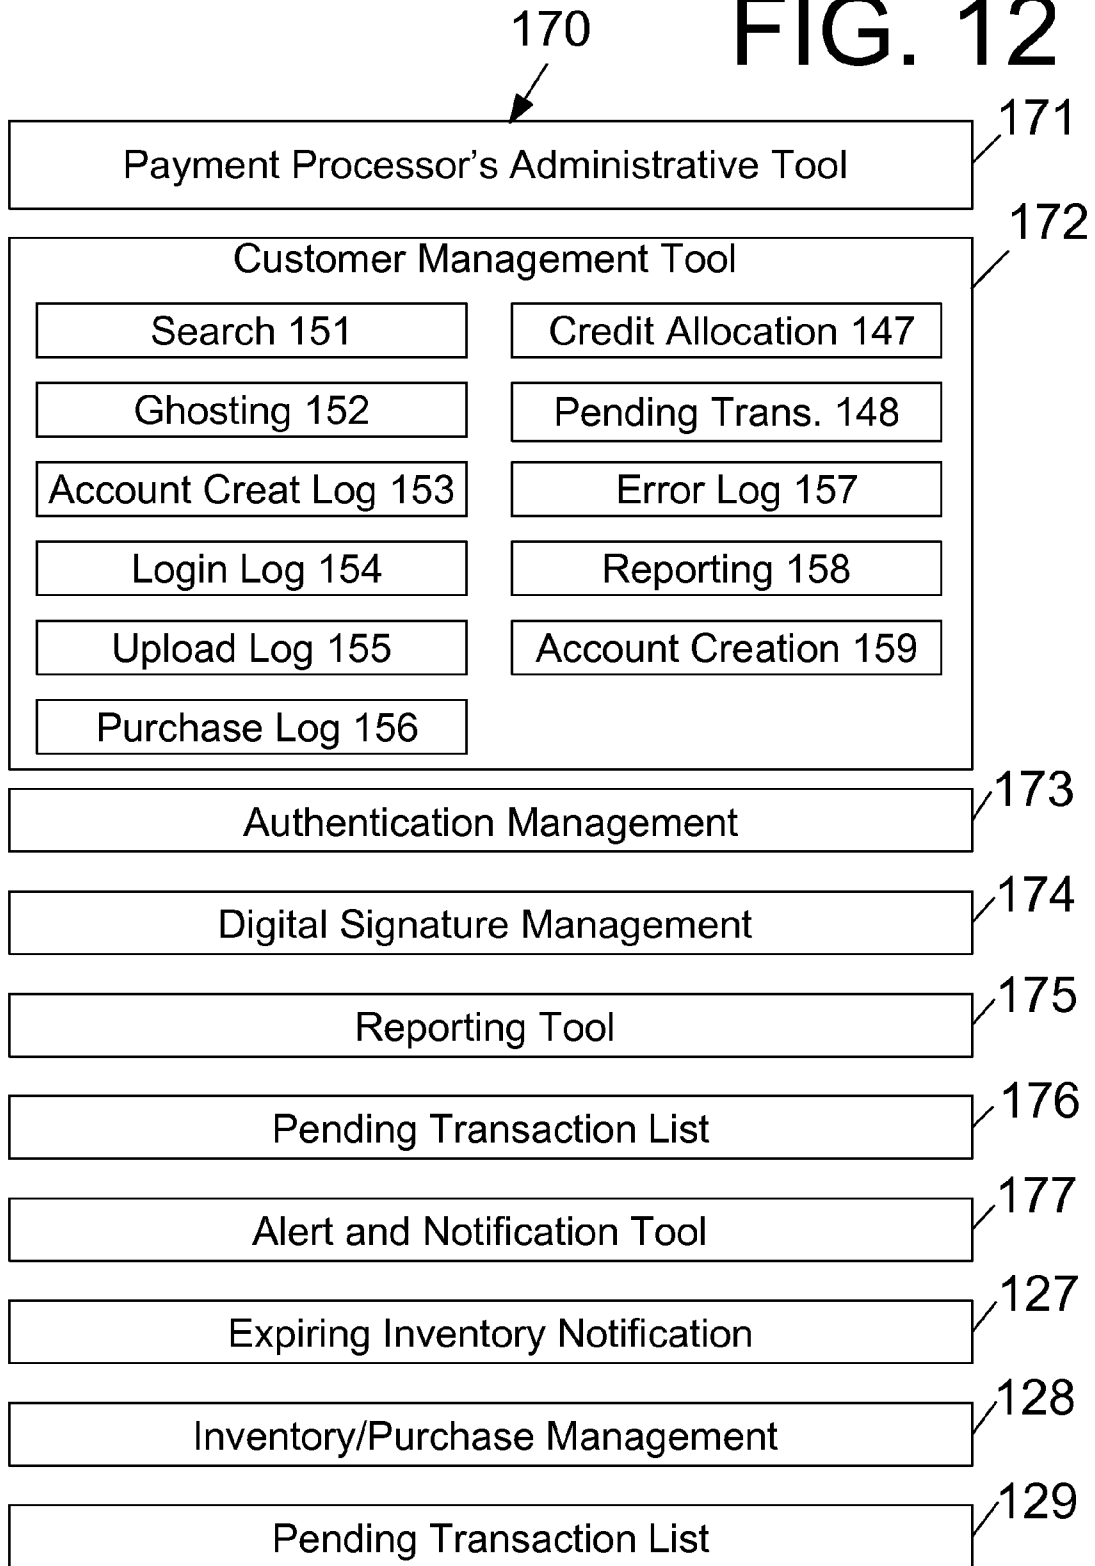 FIG. 12
170
Payment Processor’s Administrative Tool
171
172
Customer Management Tool
Search 151
Credit Allocation 147
Ghosting 152
Pending Trans. 148
Account Creat Log 153
Error Log 157
Login Log 154
Reporting 158
Upload Log 155
Account Creation 159
Purchase Log 156
Authentication Management
173
Digital Signature Management
174
Reporting Tool
175
Pending Transaction List
176
Alert and Notification Tool
177
Expiring Inventory Notification
127
Inventory/Purchase Management
128
Pending Transaction List
129